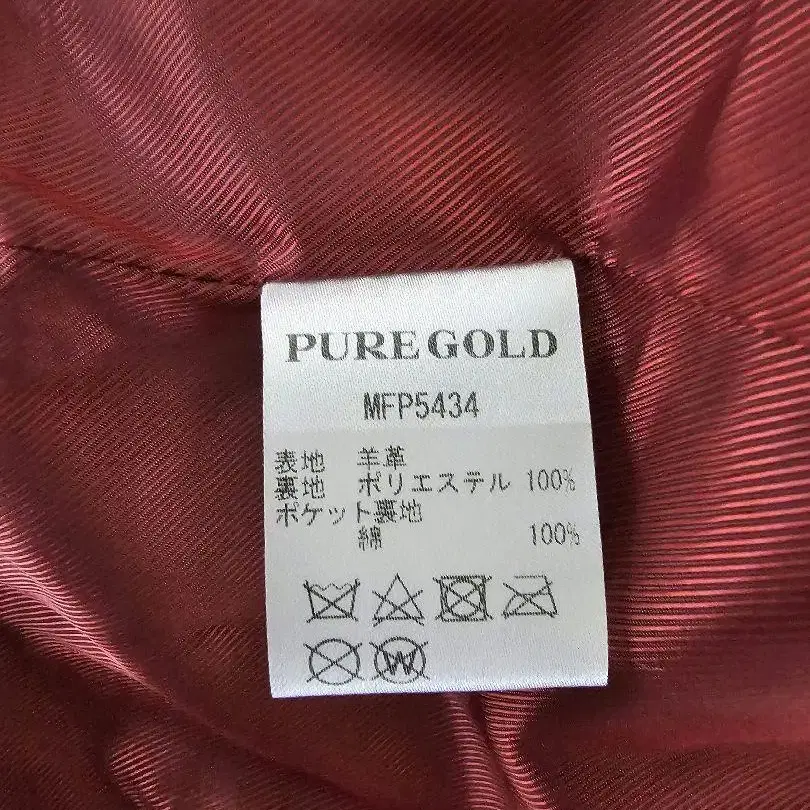 PURE GOLD
MFP5434
表地 羊革
裏地 ポリエステル 100%
ポケット裏地
綿 100%
W